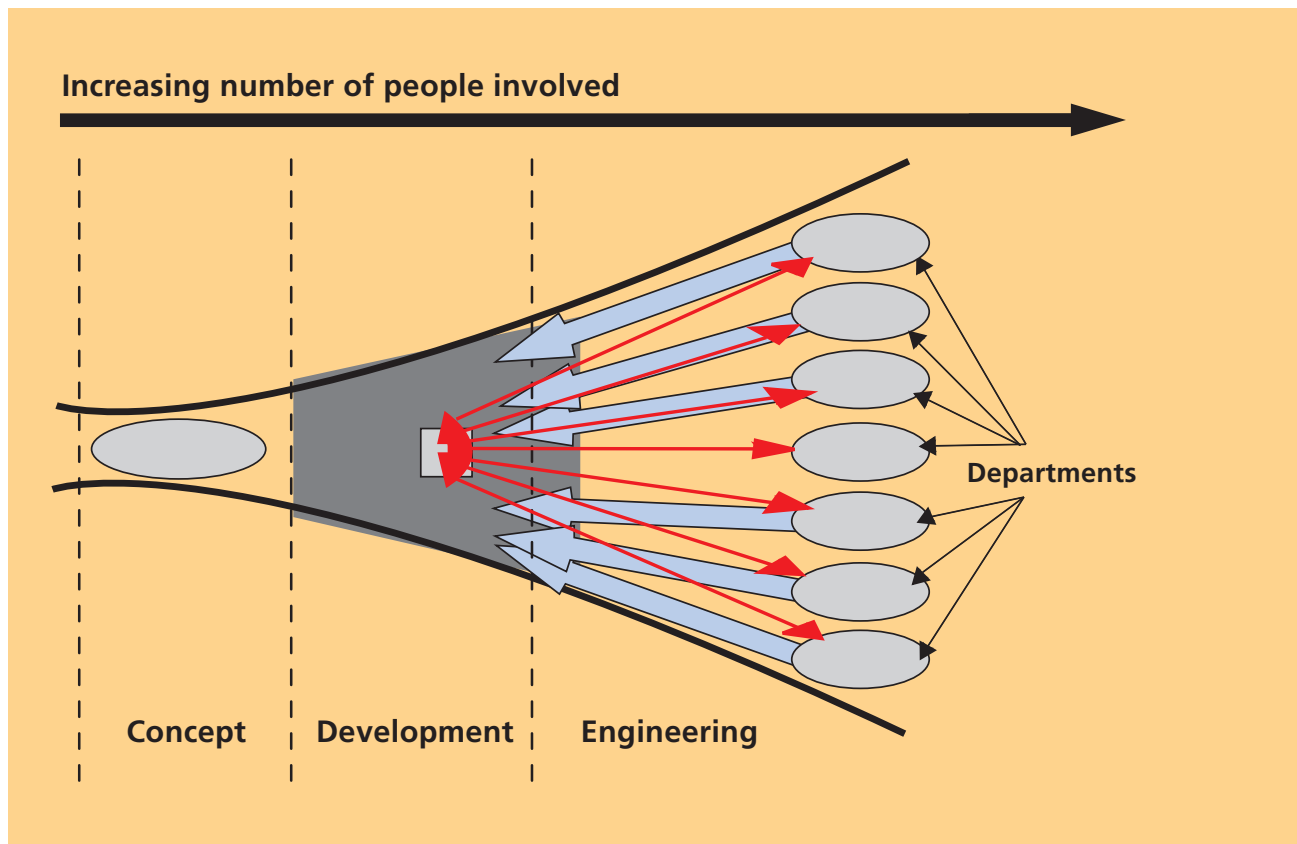 Increasing number of people involved
Departments
Concept
Development
Engineering